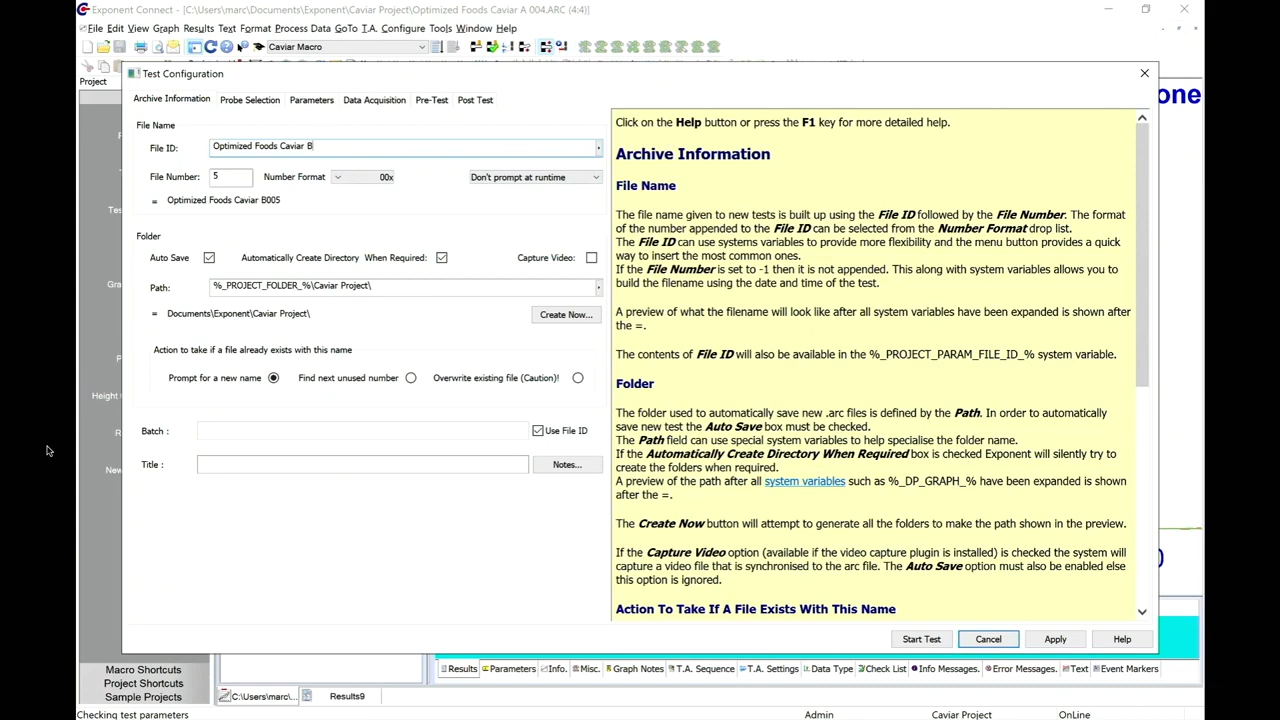 Exponent Connect - [C:\Users\marc\Documents\Exponent\Caviar Project\Optimized Foods Caviar A 004.ARC (4:4)]
File Edit View Graph Results Text Format Process Data GoTo T.A. Configure Tools Window Help
Caviar Macro
Project
Test Configuration
one
Archive Information Probe Selection Parameters Data Acquisition Pre-Test Post Test
File Name
File ID: Optimized Foods Caviar B
File Number: 5 Number Format 00x Don't prompt at runtime
= Optimized Foods Caviar B005
Folder
Auto Save Automatically Create Directory When Required: Capture Video:
Path: %_PROJECT_FOLDER_%\Caviar Project\
= Documents\Exponent\Caviar Project\ Create Now...
Action to take if a file already exists with this name
Prompt for a new name Find next unused number Overwrite existing file (Caution)!
Batch : Use File ID
Title : Notes...
Click on the Help button or press the F1 key for more detailed help.
Archive Information
File Name
The file name given to new tests is built up using the File ID followed by the File Number. The format
of the number appended to the File ID can be selected from the Number Format drop list.
The File ID can use systems variables to provide more flexibility and the menu button provides a quick
way to insert the most common ones.
If the File Number is set to -1 then it is not appended. This along with system variables allows you to
build the filename using the date and time of the test.
A preview of what the filename will look like after all system variables have been expanded is shown after
the =.
The contents of File ID will also be available in the %_PROJECT_PARAM_FILE_ID_% system variable.
Folder
The folder used to automatically save new .arc files is defined by the Path. In order to automatically
save new test the Auto Save box must be checked.
The Path field can use special system variables to help specialise the folder name.
If the Automatically Create Directory When Required box is checked Exponent will silently try to
create the folders when required.
A preview of the path after all system variables such as %_DP_GRAPH_% have been expanded is shown
after the =.
The Create Now button will attempt to generate all the folders to make the path shown in the preview.
If the Capture Video option (available if the video capture plugin is installed) is checked the system will
capture a video file that is synchronised to the arc file. The Auto Save option must also be enabled else
this option is ignored.
Action To Take If A File Exists With This Name
Start Test Cancel Apply Help
Macro Shortcuts
Project Shortcuts
Sample Projects
Results Parameters Info. Misc. Graph Notes T.A. Sequence T.A. Settings Data Type Check List Info Messages. Error Messages. Text Event Markers
C:\Users\marc\... Results9
Checking test parameters Admin Caviar Project OnLine